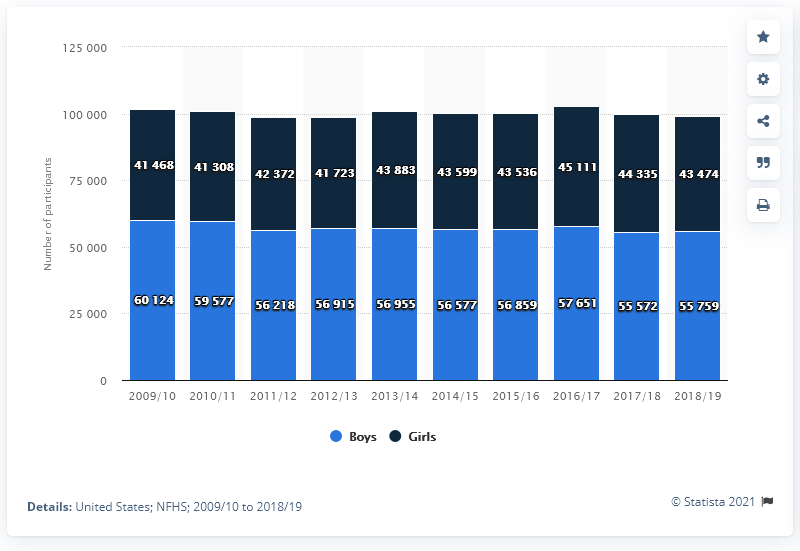 125 000
100 000
75 000
50 000
25 000
0
Number of participants
41 468 41 308 42 372 41 723 43 883 43 599 43 536 45 111 44 335 43 474
60 124 59 577 56 218 56 915 56 955 56 577 56 859 57 651 55 572 55 759
2009/10 2010/11 2011/12 2012/13 2013/14 2014/15 2015/16 2016/17 2017/18 2018/19
Boys Girls
Details: United States; NFHS; 2009/10 to 2018/19
© Statista 2021